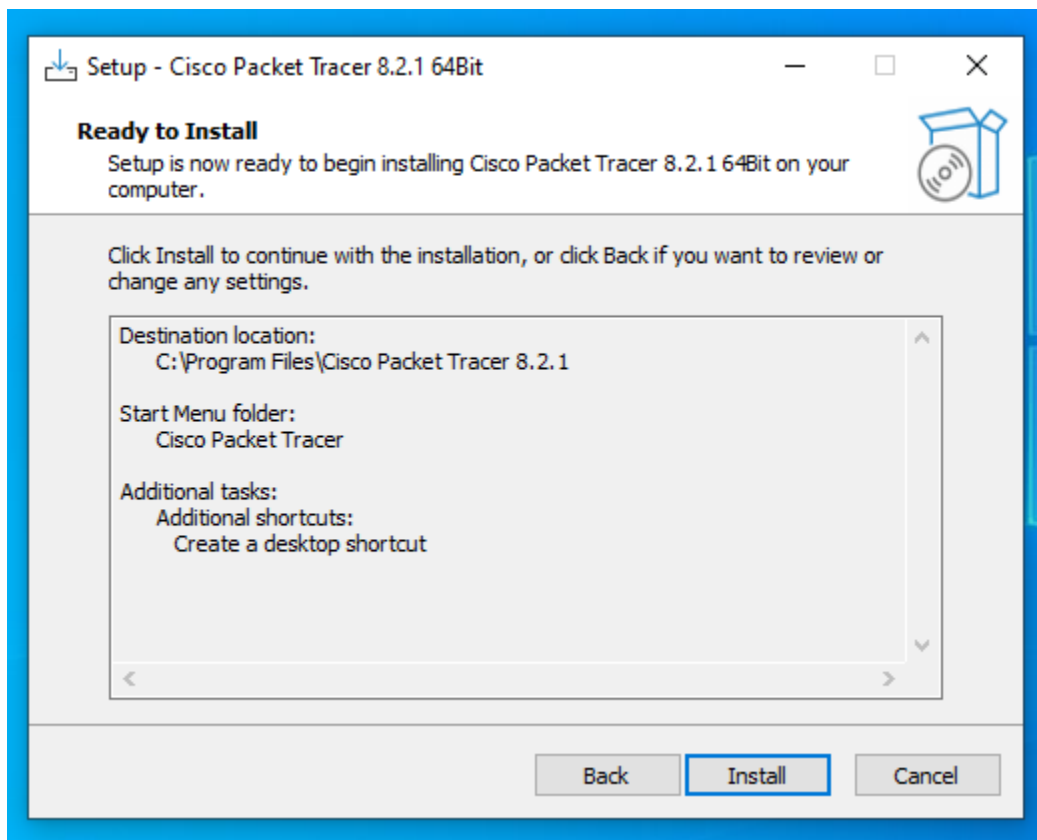 Setup - Cisco Packet Tracer 8.2.1 64Bit
Ready to Install
Setup is now ready to begin installing Cisco Packet Tracer 8.2.1 64Bit on your
computer.
Click Install to continue with the installation, or click Back if you want to review or
change any settings.
Destination location:
C:\Program Files\Cisco Packet Tracer 8.2.1
Start Menu folder:
Cisco Packet Tracer
Additional tasks:
Additional shortcuts:
Create a desktop shortcut
Back
Install
Cancel